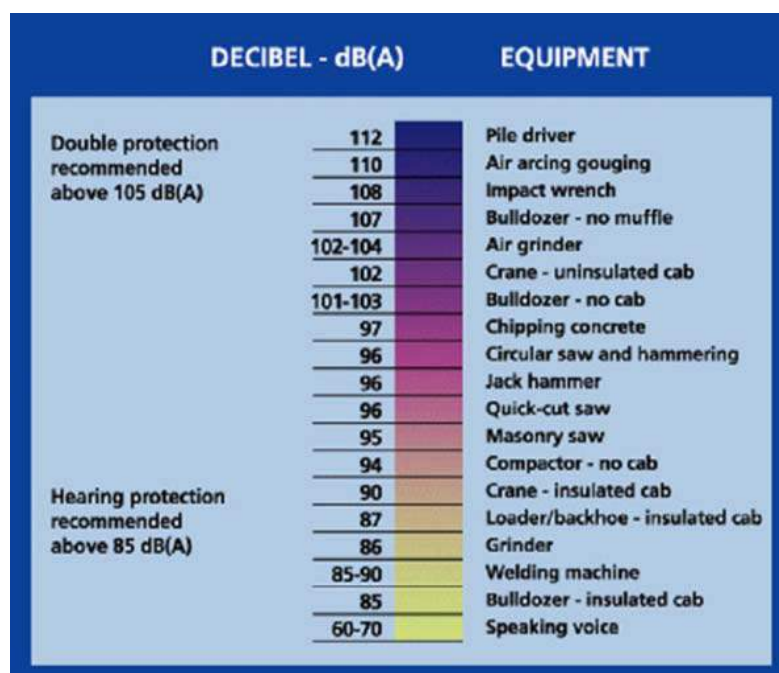 DECIBEL - dB(A) EQUIPMENT
Double protection
recommended
above 105 dB(A)
112 Pile driver
110 Air arcing gouging
108 Impact wrench
107 Bulldozer - no muffle
102-104 Air grinder
102 Crane - uninsulated cab
101-103 Bulldozer - no cab
97 Chipping concrete
96 Circular saw and hammering
96 Jack hammer
96 Quick-cut saw
95 Masonry saw
94 Compactor - no cab
Hearing protection
recommended
above 85 dB(A)
90 Crane - insulated cab
87 Loader/backhoe - insulated cab
86 Grinder
85-90 Welding machine
85 Bulldozer - insulated cab
60-70 Speaking voice